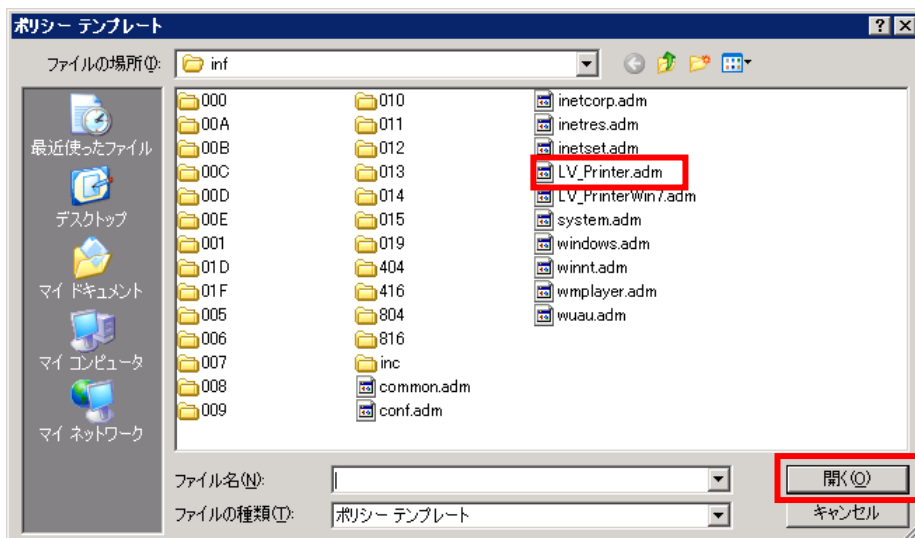 ポリシー テンプレート
ファイルの場所(I):
inf
最近使ったファイル
デスクトップ
マイ ドキュメント
マイ コンピュータ
マイ ネットワーク
000
00A
00B
00C
00D
00E
001
01D
01F
005
006
007
008
009
010
011
012
013
014
015
019
404
416
804
816
inc
common.adm
conf.adm
inetcorp.adm
inetres.adm
inetset.adm
LV_Printer.adm
LV_PrinterWin7.adm
system.adm
windows.adm
winnt.adm
wmplayer.adm
wuau.adm
ファイル名(N):
開く(O)
ファイルの種類(T):
ポリシー テンプレート
キャンセル